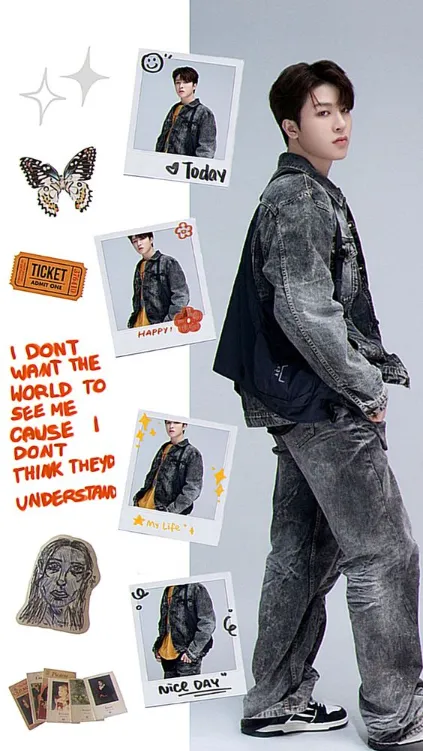 Today
TICKET
ADMIT ONE
HAPPY!
I DONT
WANT THE
WORLD TO
SEE ME
CAUSE I
DONT
THINK THEYD
UNDERSTAND
My Life
Nice DAY